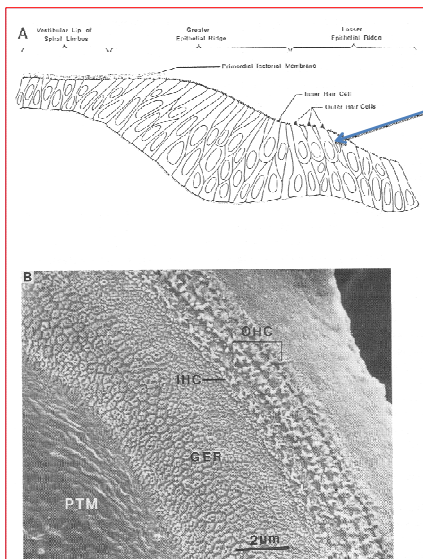 A
Vestibular Lip of
Spiral Limbus
Greater
Epithelial Ridge
Lesser
Epithelial Ridge
Primordial Tectorial Membrane
Inner Hair Cell
Outer Hair Cells
B
OHC
IHC
GER
PTM
2μm